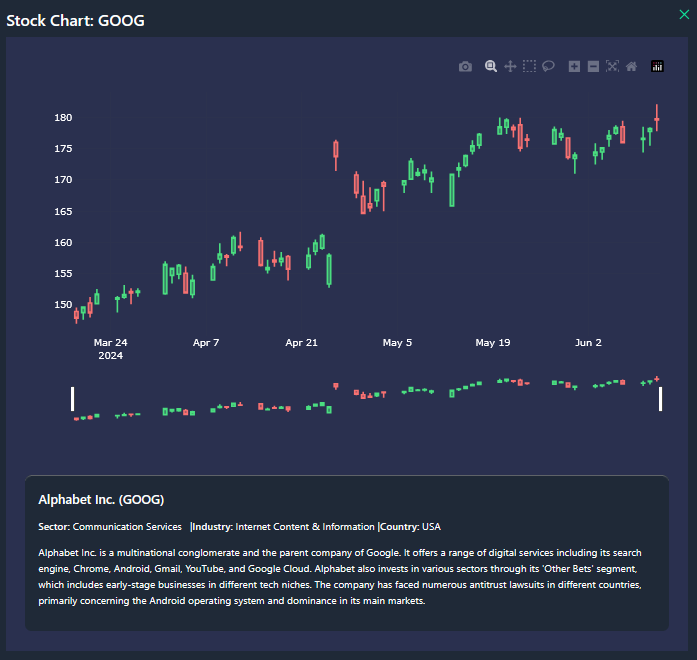 Stock Chart: GOOG
180
175
170
165
160
155
150
Mar 24 Apr 7 Apr 21 May 5 May 19 Jun 2
2024
Alphabet Inc. (GOOG)
Sector: Communication Services |Industry: Internet Content & Information |Country: USA
Alphabet Inc. is a multinational conglomerate and the parent company of Google. It offers a range of digital services including its search
engine, Chrome, Android, Gmail, YouTube, and Google Cloud. Alphabet also invests in various sectors through its 'Other Bets' segment,
which includes early-stage businesses in different tech niches. The company has faced numerous antitrust lawsuits in different countries,
primarily concerning the Android operating system and dominance in its main markets.